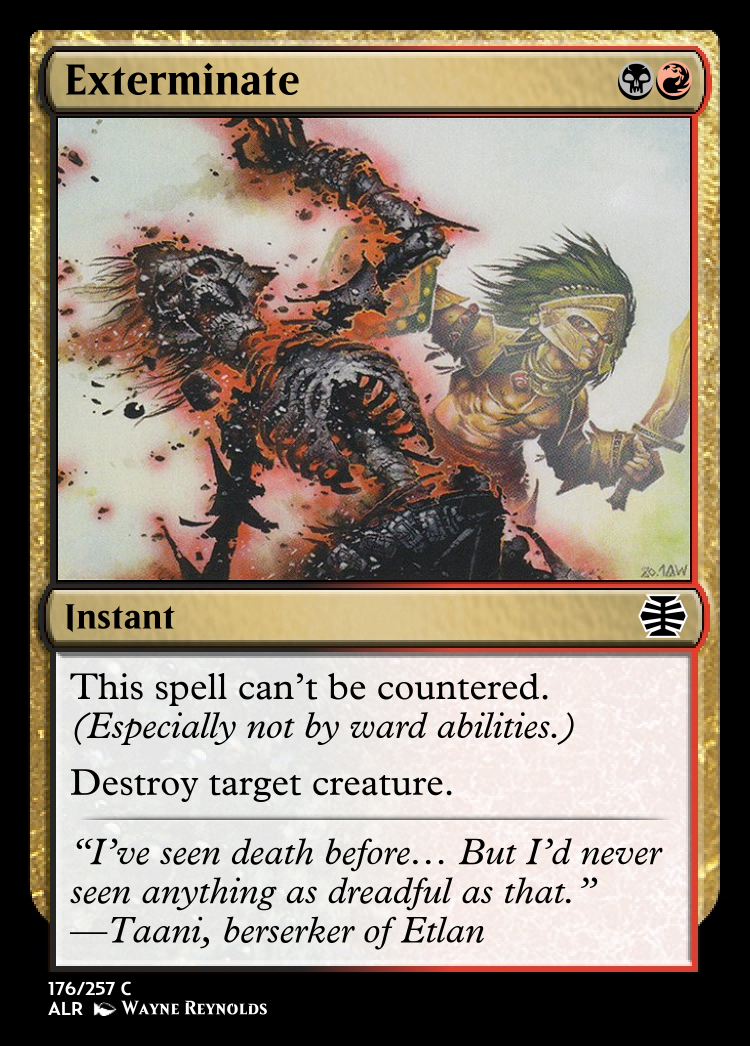 Exterminate
Instant
This spell can't be countered.
(Especially not by ward abilities.)
Destroy target creature.
“I've seen death before… But I'd never
seen anything as dreadful as that.”
—Taani, berserker of Etlan
176/257 C
ALR Wayne Reynolds